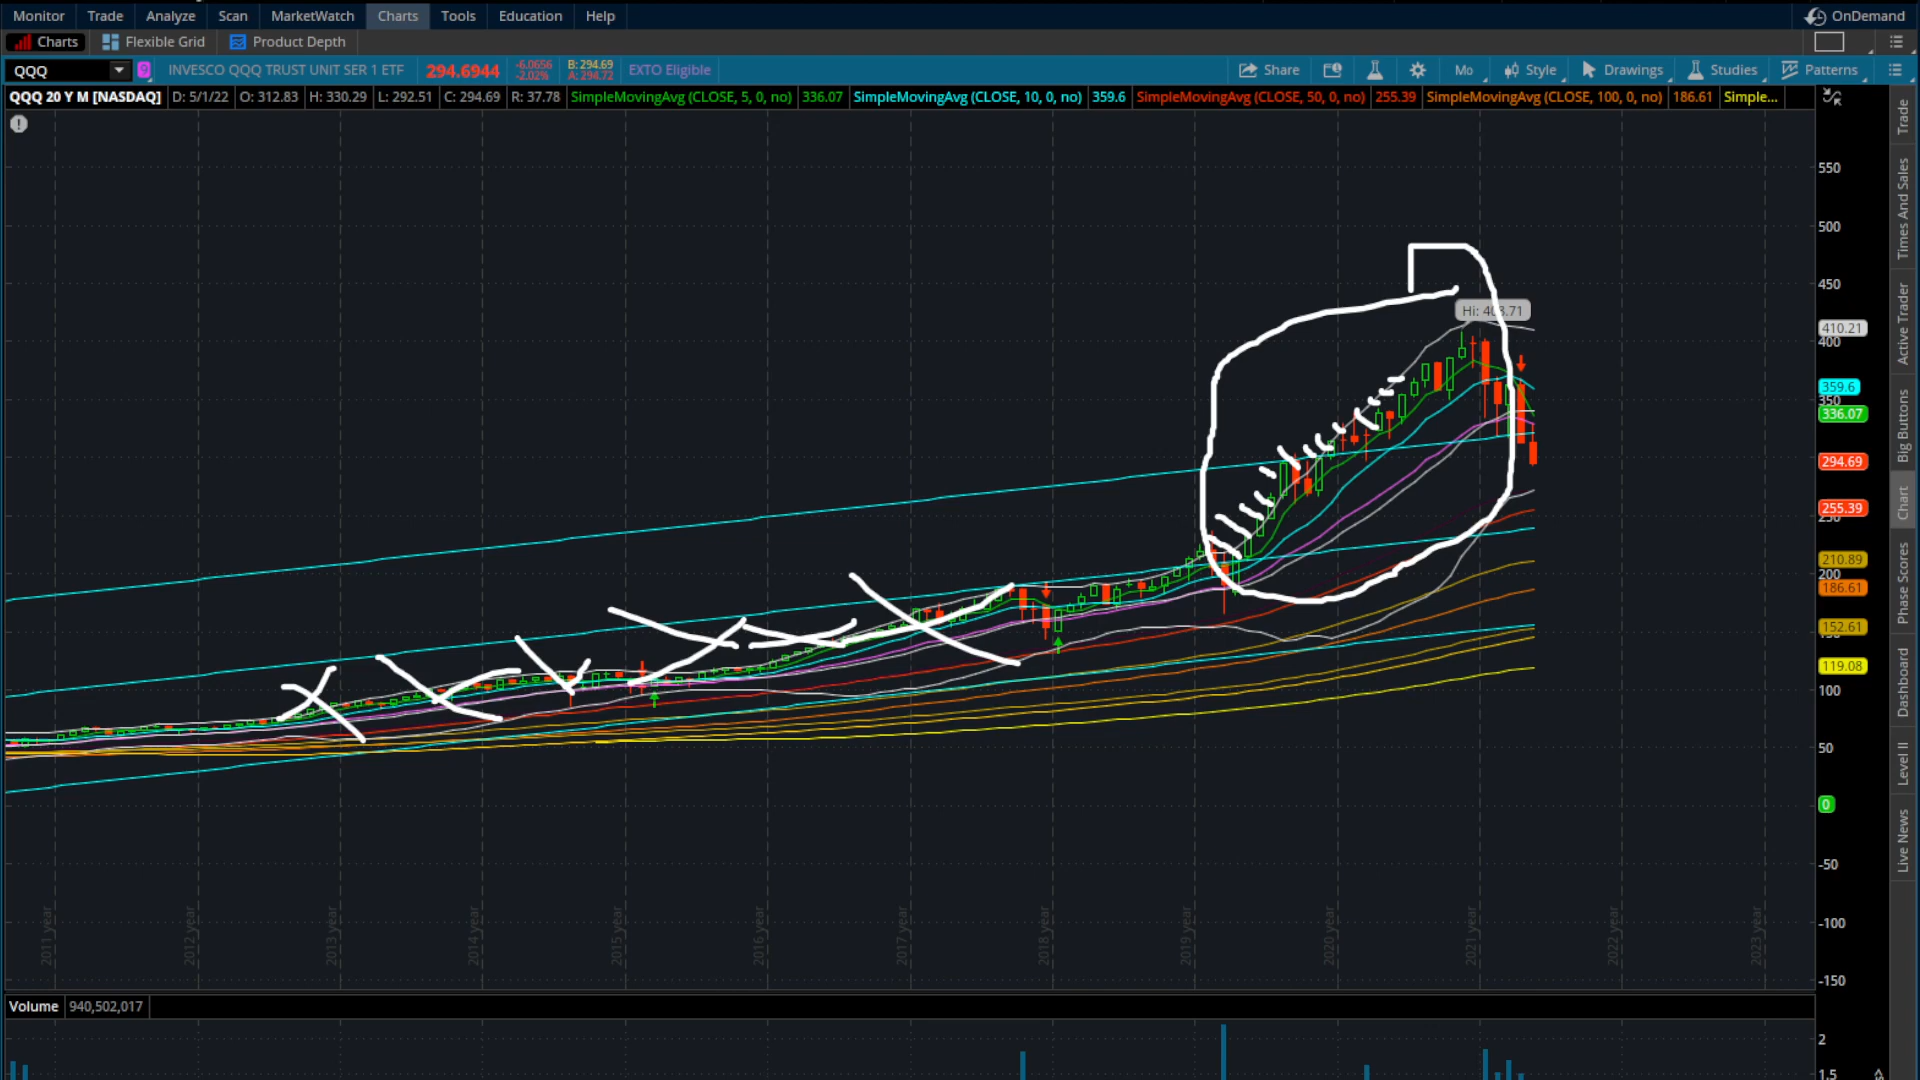 Monitor Trade Analyze Scan MarketWatch Charts Tools Education Help OnDemand
Charts Flexible Grid Product Depth
QQQ 9 INVESCO QQQ TRUST UNIT SER 1 ETF 294.6944 -6.0656 -2.02% B: 294.69 A: 294.72 EXTO Eligible Share Mo Style Drawings Studies Patterns
QQQ 20 Y M [NASDAQ] D: 5/1/22 O: 312.83 H: 330.29 L: 292.51 C: 294.69 R: 37.78 SimpleMovingAvg (CLOSE, 5, 0, no) 336.07 SimpleMovingAvg (CLOSE, 10, 0, no) 359.6 SimpleMovingAvg (CLOSE, 50, 0, no) 255.39 SimpleMovingAvg (CLOSE, 100, 0, no) 186.61 Simple...
550
500
450
Hi: 408.71
410.21
400
359.6
350
336.07
294.69
255.39
250
210.89
200
186.61
152.61
119.08
100
50
0
-50
-100
-150
2011 year
2012 year
2013 year
2014 year
2015 year
2016 year
2017 year
2018 year
2019 year
2020 year
2021 year
2022 year
2023 year
Volume 940,502,017
2
1.5
Trade
Times And Sales
Active Trader
Big Buttons
Chart
Phase Scores
Dashboard
Level II
Live News